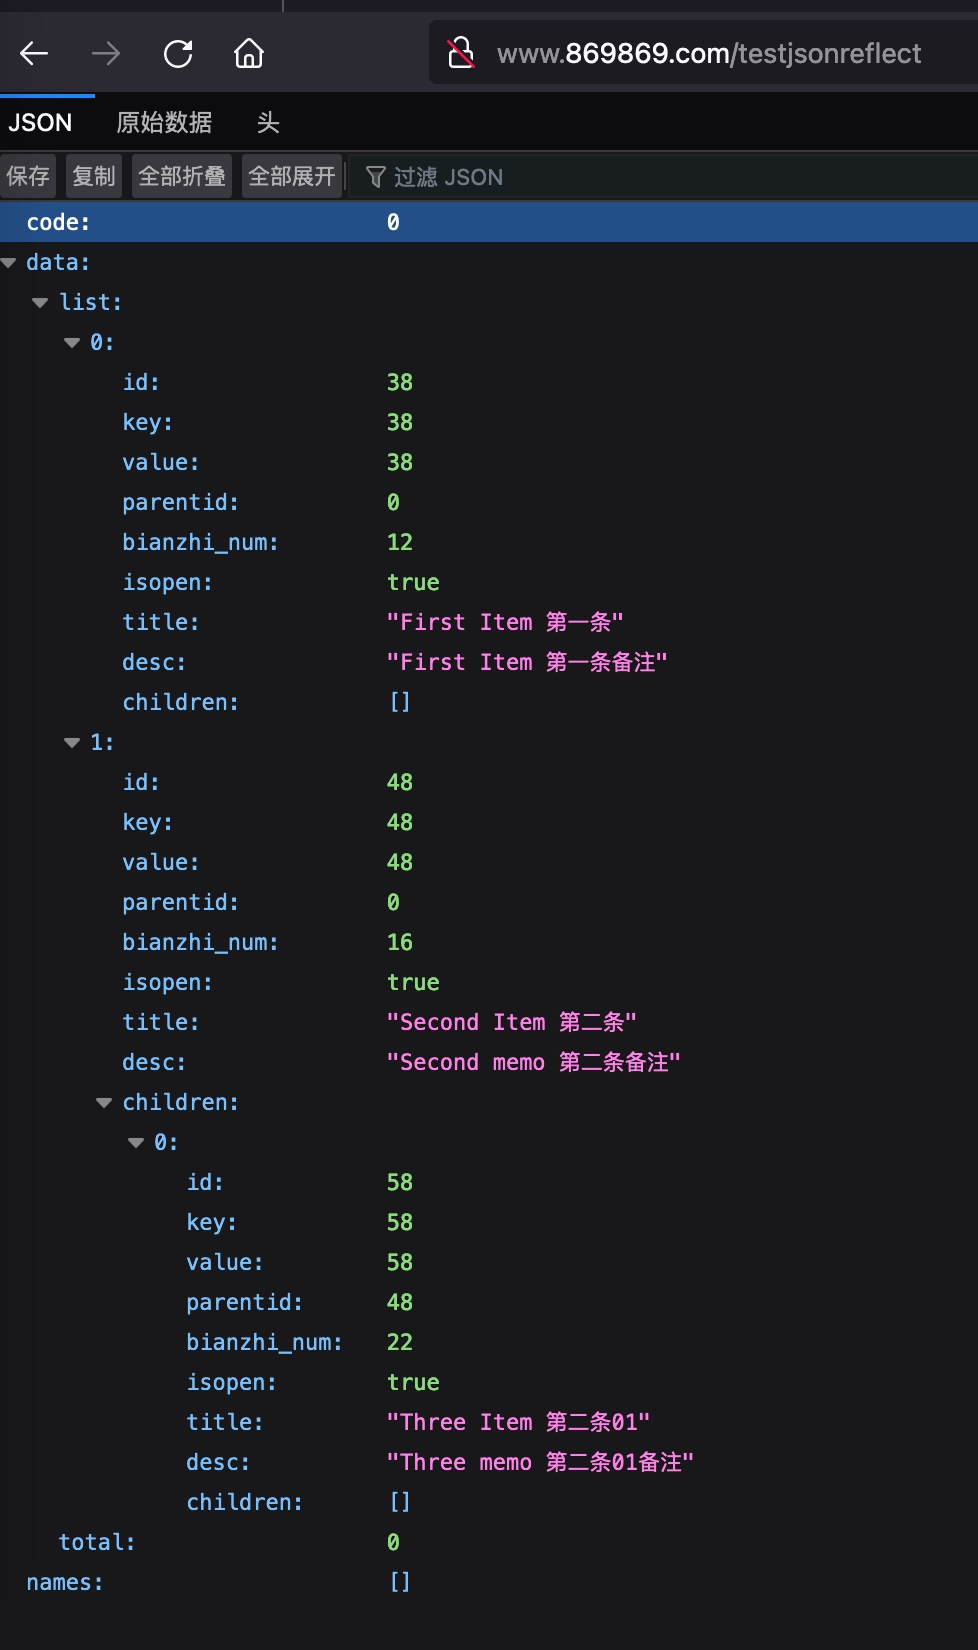 www.869869.com/testjsonreflect
JSON 原始数据 头
保存 复制 全部折叠 全部展开 过滤 JSON
code: 0
data:
list:
0:
id: 38
key: 38
value: 38
parentid: 0
bianzhi_num: 12
isopen: true
title: "First Item 第一条"
desc: "First Item 第一条备注"
children: []
1:
id: 48
key: 48
value: 48
parentid: 0
bianzhi_num: 16
isopen: true
title: "Second Item 第二条"
desc: "Second memo 第二条备注"
children:
0:
id: 58
key: 58
value: 58
parentid: 48
bianzhi_num: 22
isopen: true
title: "Three Item 第二条01"
desc: "Three memo 第二条01备注"
children: []
total: 0
names: []